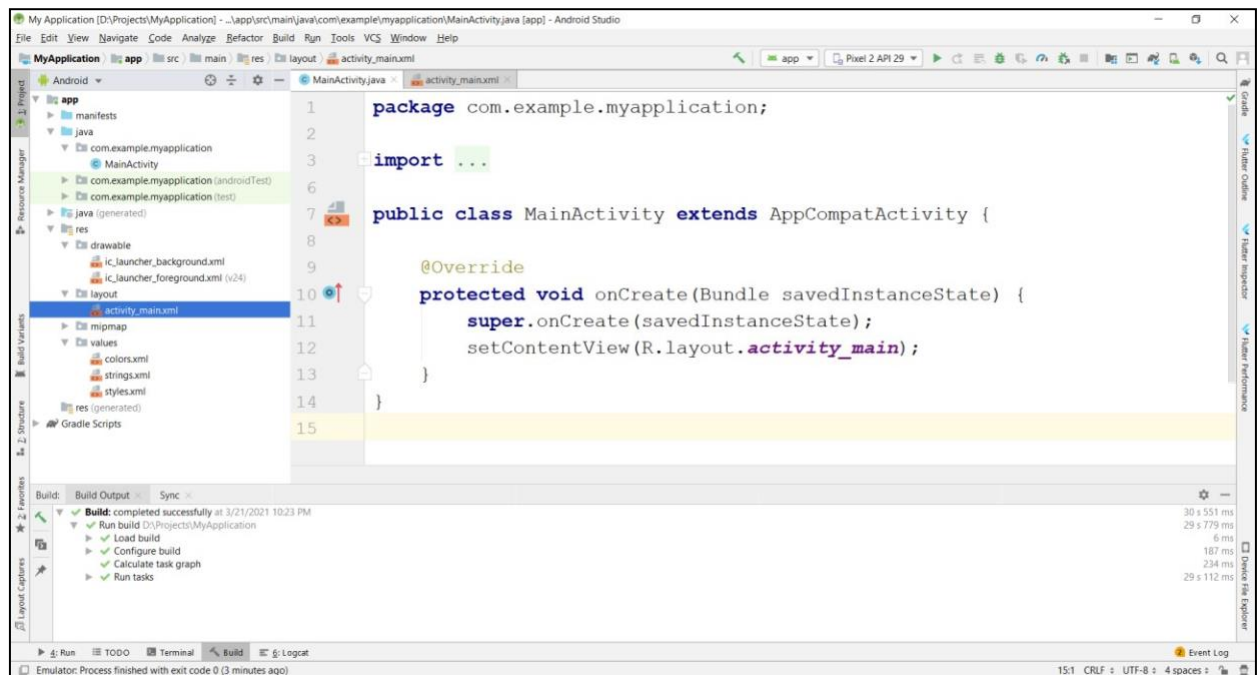 My Application [D:\Projects\MyApplication] - ...\app\src\main\java\com\example\myapplication\MainActivity.java [app] - Android Studio
File Edit View Navigate Code Analyze Refactor Build Run Tools VCS Window Help
MyApplication app src main res layout activity_main.xml app Pixel 2 API 29
Android MainActivity.java activity_main.xml
1: Project
Resource Manager
Build Variants
Z: Structure
2: Favorites
Layout Captures
app
manifests
java
com.example.myapplication
MainActivity
com.example.myapplication (androidTest)
com.example.myapplication (test)
java (generated)
res
drawable
ic_launcher_background.xml
ic_launcher_foreground.xml (v24)
layout
activity_main.xml
mipmap
values
colors.xml
strings.xml
styles.xml
res (generated)
Gradle Scripts
1 package com.example.myapplication;
2
3 import ...
6
7 public class MainActivity extends AppCompatActivity {
8
9 @Override
10 protected void onCreate(Bundle savedInstanceState) {
11 super.onCreate(savedInstanceState);
12 setContentView(R.layout.activity_main);
13 }
14 }
15
Gradle
Flutter Outline
Flutter Inspector
Flutter Performance
Device File Explorer
Build: Build Output Sync
Build: completed successfully at 3/21/2021 10:23 PM 30 s 551 ms
Run build D:\Projects\MyApplication 29 s 779 ms
Load build 6 ms
Configure build 187 ms
Calculate task graph 234 ms
Run tasks 29 s 112 ms
4: Run TODO Terminal Build 6: Logcat 2 Event Log
Emulator: Process finished with exit code 0 (3 minutes ago) 15:1 CRLF UTF-8 4 spaces